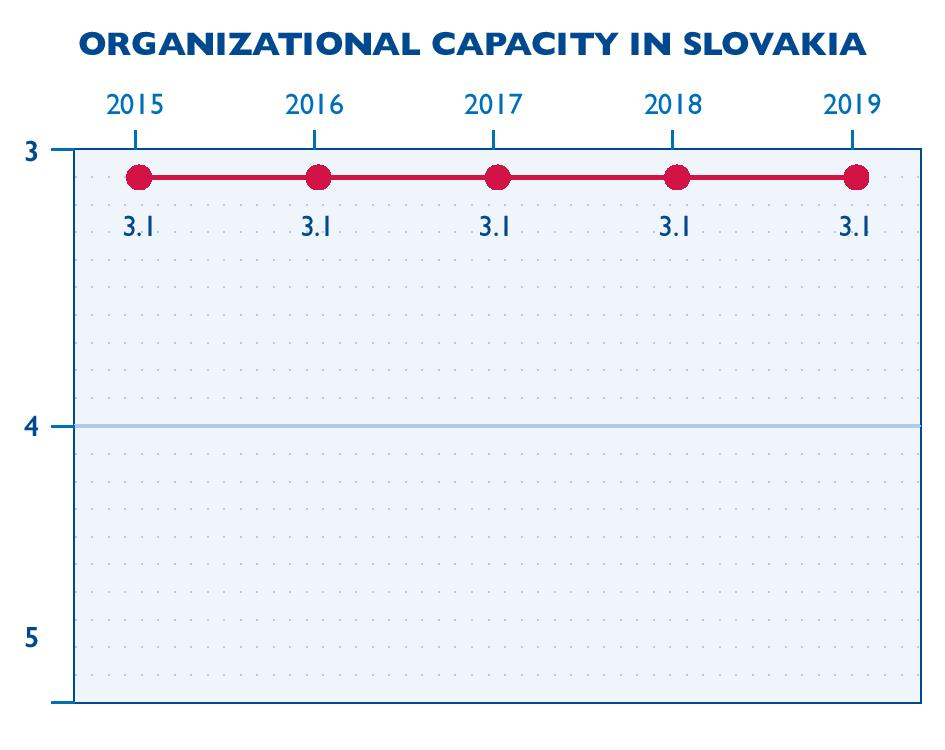 ORGANIZATIONAL CAPACITY IN SLOVAKIA
2015 2016 2017 2018 2019
3
3.1 3.1 3.1 3.1 3.1
4
5